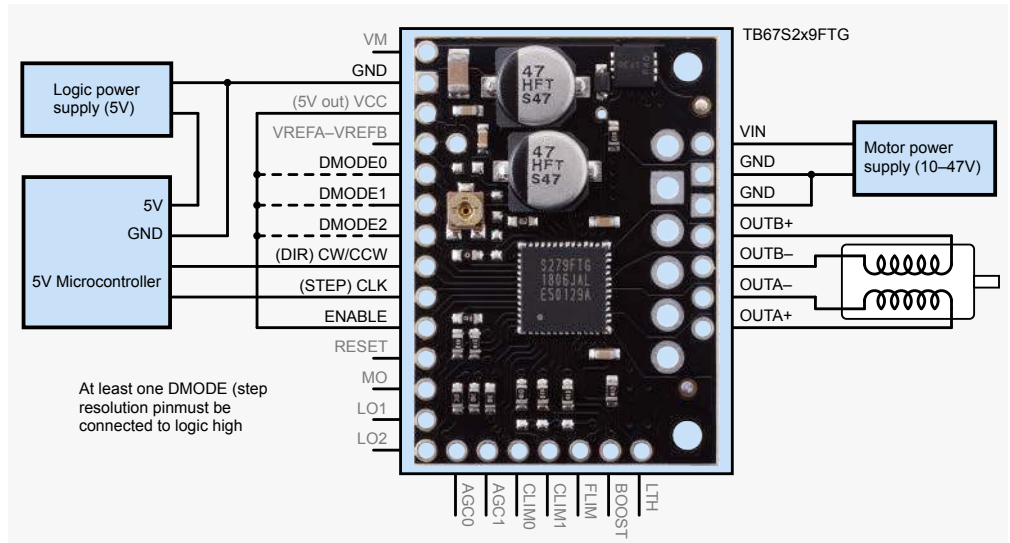 TB67S2x9FTG
VM
GND
(5V out) VCC
VREFA–VREFB
DMODE0
DMODE1
DMODE2
(DIR) CW/CCW
(STEP) CLK
ENABLE
RESET
MO
LO1
LO2
Logic power
supply (5V)
5V
GND
5V Microcontroller
At least one DMODE (step
resolution pinmust be
connected to logic high
47
HFT
S47
47
HFT
S47
S279FTG
1806JAL
E50129A
VIN
GND
GND
OUTB+
OUTB–
OUTA–
OUTA+
Motor power
supply (10–47V)
AGC0
AGC1
CLIM0
CLIM1
FLIM
BOOST
LTH